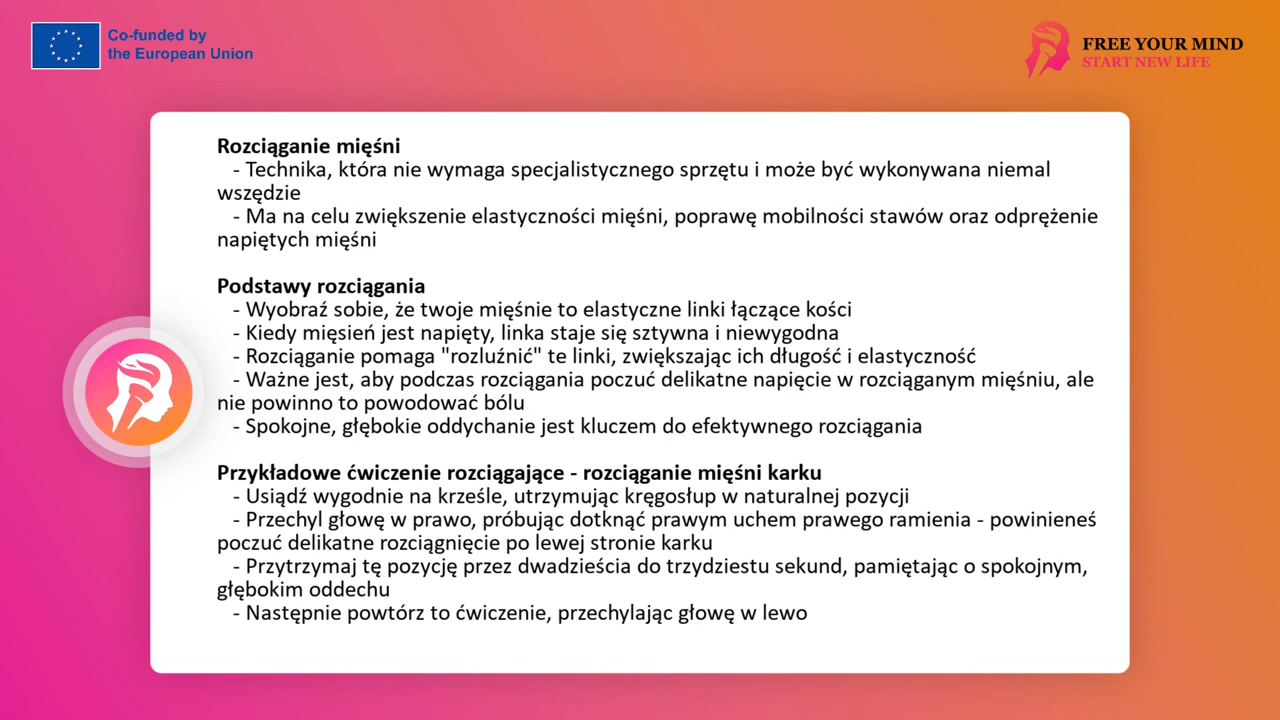 Co-funded by
the European Union
FREE YOUR MIND
START NEW LIFE
Rozciąganie mięśni
- Technika, która nie wymaga specjalistycznego sprzętu i może być wykonywana niemal
wszędzie
- Ma na celu zwiększenie elastyczności mięśni, poprawę mobilności stawów oraz odprężenie
napiętych mięśni
Podstawy rozciągania
- Wyobraź sobie, że twoje mięśnie to elastyczne linki łączące kości
- Kiedy mięsień jest napięty, linka staje się sztywna i niewygodna
- Rozciąganie pomaga "rozluźnić" te linki, zwiększając ich długość i elastyczność
- Ważne jest, aby podczas rozciągania poczuć delikatne napięcie w rozciąganym mięśniu, ale
nie powinno to powodować bólu
- Spokojne, głębokie oddychanie jest kluczem do efektywnego rozciągania
Przykładowe ćwiczenie rozciągające - rozciąganie mięśni karku
- Usiądź wygodnie na krześle, utrzymując kręgosłup w naturalnej pozycji
- Przechyl głowę w prawo, próbując dotknąć prawym uchem prawego ramienia - powinieneś
poczuć delikatne rozciągnięcie po lewej stronie karku
- Przytrzymaj tę pozycję przez dwadzieścia do trzydziestu sekund, pamiętając o spokojnym,
głębokim oddechu
- Następnie powtórz to ćwiczenie, przechylając głowę w lewo